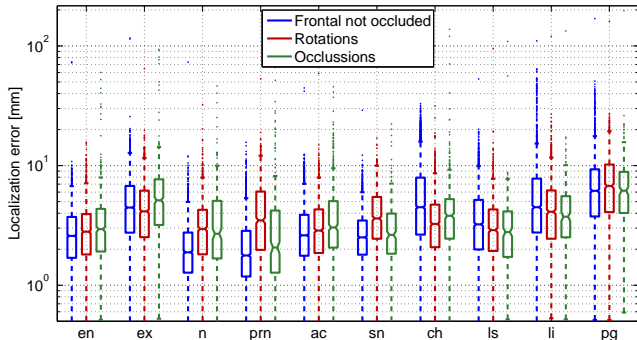 Frontal not occluded
Rotations
Occlussions
Localization error [mm]
10²
10¹
10⁰
en ex n prn ac sn ch ls li pg